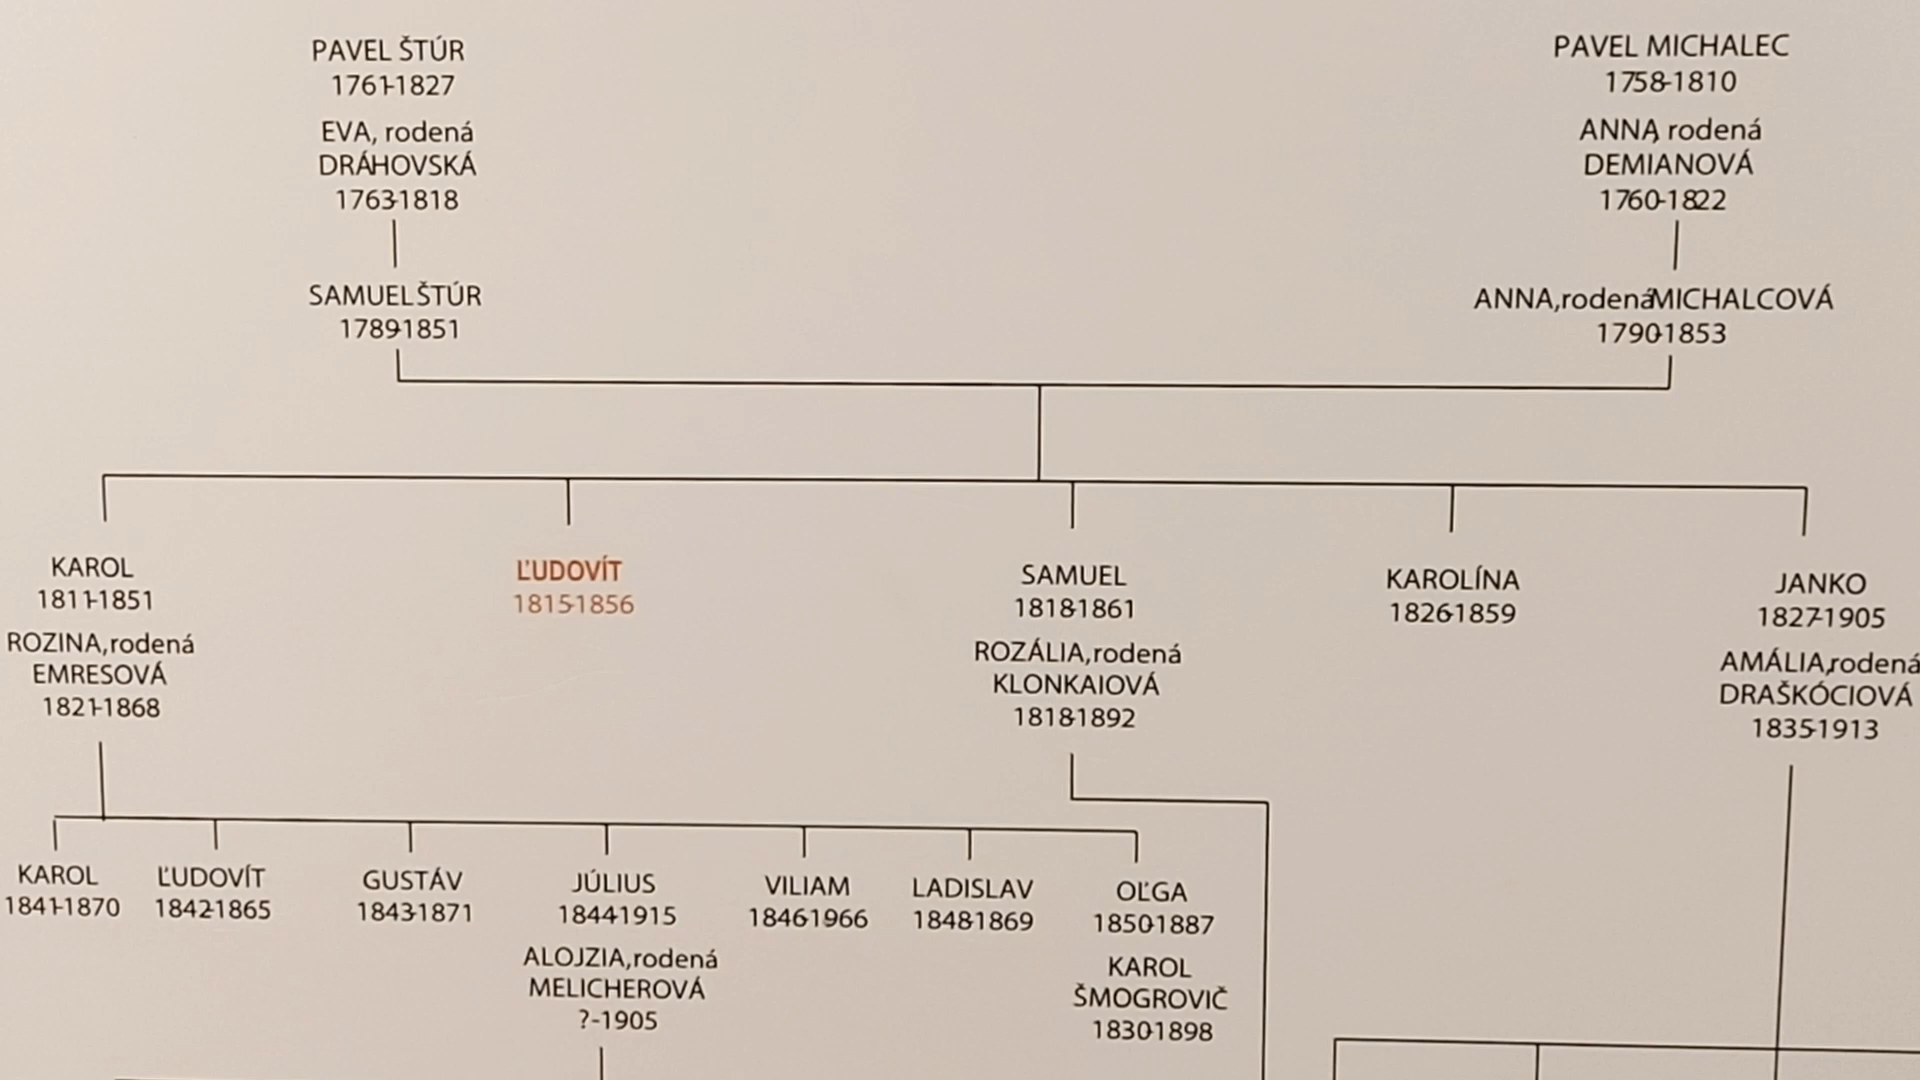 PAVEL ŠTÚR
1761-1827
EVA, rodená
DRÁHOVSKÁ
1763-1818
PAVEL MICHALEC
1758-1810
ANNA, rodená
DEMIANOVÁ
1760-1822
SAMUEL ŠTÚR
1789-1851
ANNA, rodená MICHALCOVÁ
1790-1853
KAROL
1811-1851
ROZINA, rodená
EMRESOVÁ
1821-1868
ĽUDOVÍT
1815-1856
SAMUEL
1818-1861
ROZÁLIA, rodená
KLONKAIOVÁ
1818-1892
KAROLÍNA
1826-1859
JANKO
1827-1905
AMÁLIA, rodená
DRAŠKÓCIOVÁ
1835-1913
KAROL
1841-1870
ĽUDOVÍT
1842-1865
GUSTÁV
1843-1871
JÚLIUS
1844-1915
ALOJZIA, rodená
MELICHEROVÁ
?-1905
VILIAM
1846-1966
LADISLAV
1848-1869
OĽGA
1850-1887
KAROL
ŠMOGROVIČ
1830-1898